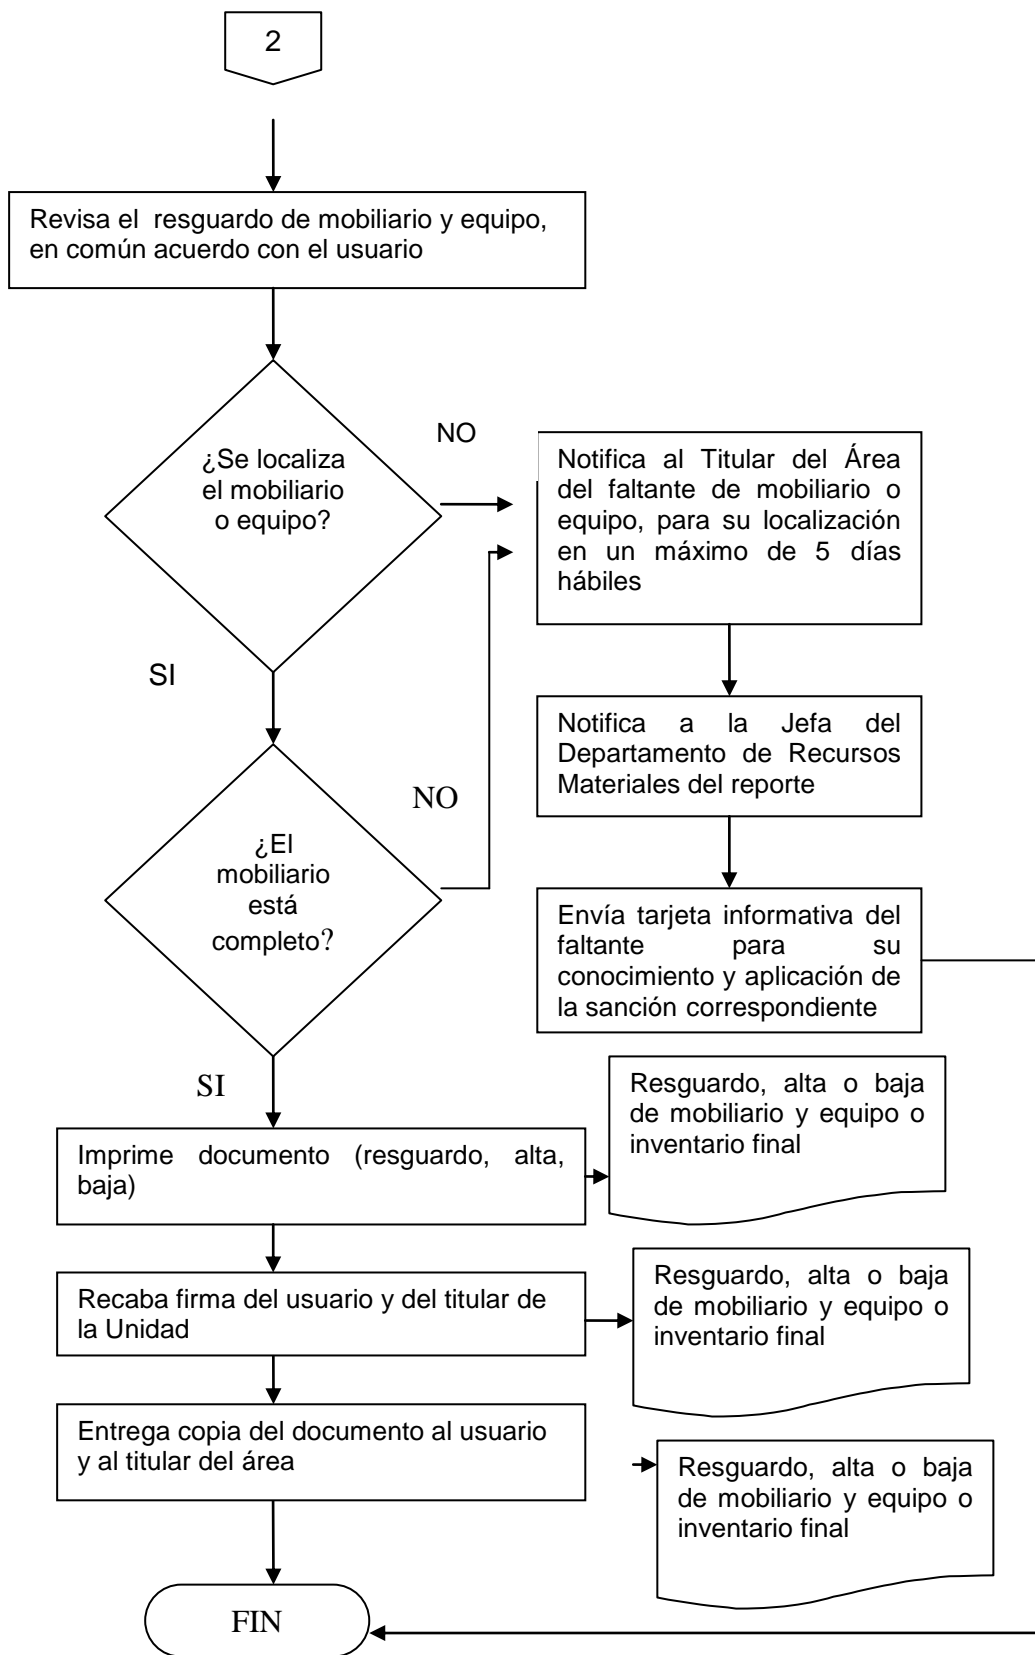 2
Revisa el resguardo de mobiliario y equipo,
en común acuerdo con el usuario
¿Se localiza
el mobiliario
o equipo?
NO
Notifica al Titular del Área
del faltante de mobiliario o
equipo, para su localización
en un máximo de 5 días
hábiles
SI
Notifica a la Jefa del
Departamento de Recursos
Materiales del reporte
NO
¿El
mobiliario
está
completo?
Envía tarjeta informativa del
faltante para su
conocimiento y aplicación de
la sanción correspondiente
SI
Imprime documento (resguardo, alta,
baja)
Resguardo, alta o baja
de mobiliario y equipo o
inventario final
Recaba firma del usuario y del titular de
la Unidad
Resguardo, alta o baja
de mobiliario y equipo o
inventario final
Entrega copia del documento al usuario
y al titular del área
Resguardo, alta o baja
de mobiliario y equipo o
inventario final
FIN